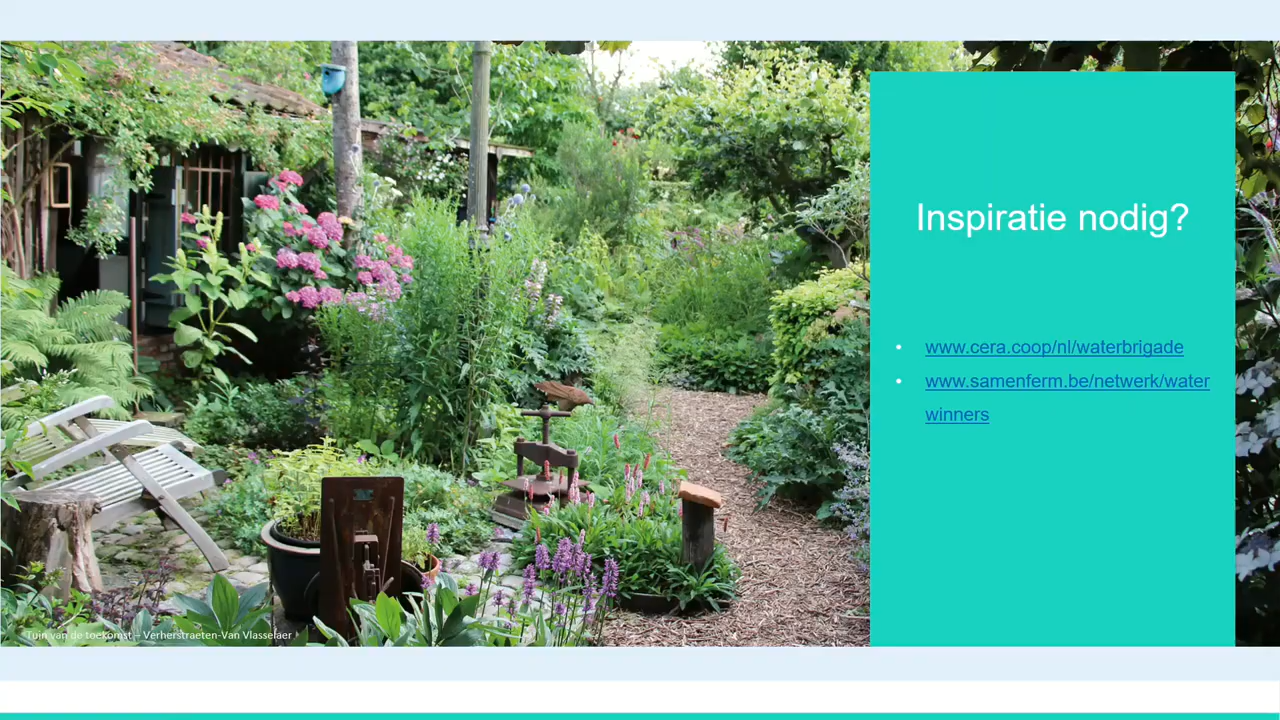 Inspiratie nodig?
• www.cera.coop/nl/waterbrigade
• www.samenferm.be/netwerk/water
winners
Tuin van de toekomst – Verherstraeten-Van Vlasselaer